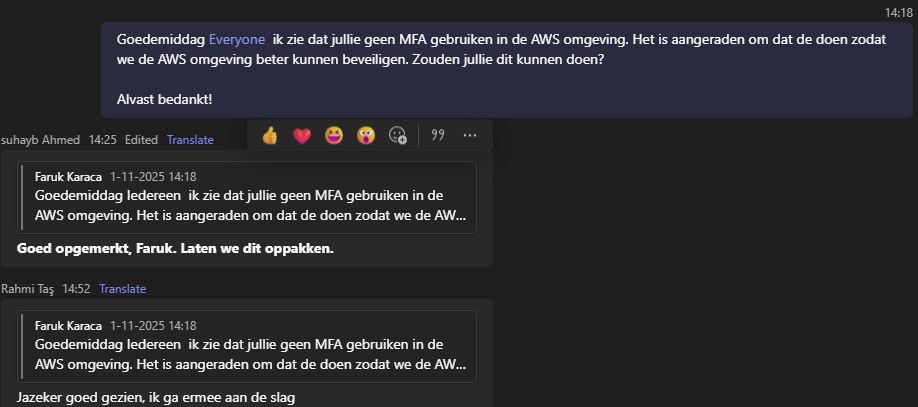 14:18
Goedemiddag Everyone ik zie dat jullie geen MFA gebruiken in de AWS omgeving. Het is aangeraden om dat de doen zodat
we de AWS omgeving beter kunnen beveiligen. Zouden jullie dit kunnen doen?
Alvast bedankt!
suhayb Ahmed 14:25 Edited Translate
Faruk Karaca 1-11-2025 14:18
Goedemiddag Iedereen ik zie dat jullie geen MFA gebruiken in de
AWS omgeving. Het is aangeraden om dat de doen zodat we de AW...
Goed opgemerkt, Faruk. Laten we dit oppakken.
Rahmi Taş 14:52 Translate
Faruk Karaca 1-11-2025 14:18
Goedemiddag Iedereen ik zie dat jullie geen MFA gebruiken in de
AWS omgeving. Het is aangeraden om dat de doen zodat we de AW...
Jazeker goed gezien, ik ga ermee aan de slag